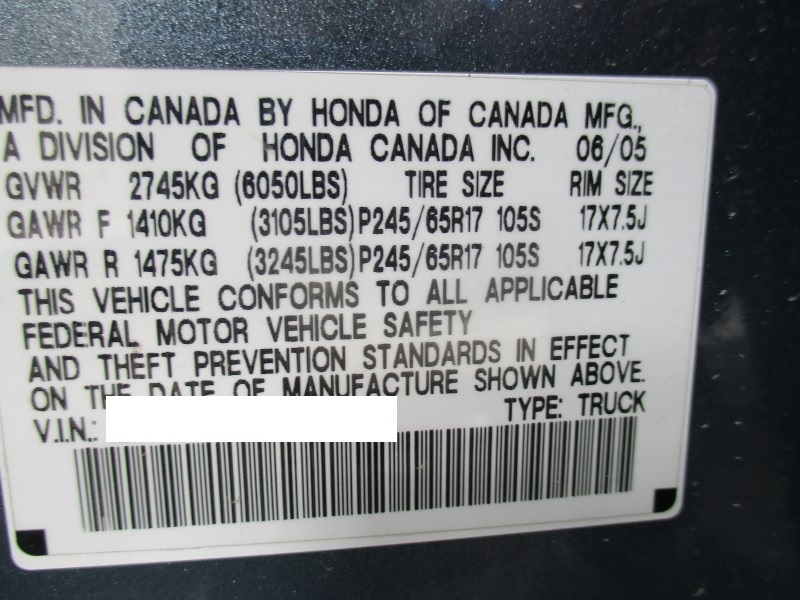 MFD. IN CANADA BY HONDA OF CANADA MFG.,
A DIVISION OF HONDA CANADA INC. 06/05
GVWR 2745KG (6050LBS) TIRE SIZE RIM SIZE
GAWR F 1410KG (3105LBS) P245/65R17 105S 17X7.5J
GAWR R 1475KG (3245LBS) P245/65R17 105S 17X7.5J
THIS VEHICLE CONFORMS TO ALL APPLICABLE
FEDERAL MOTOR VEHICLE SAFETY
AND THEFT PREVENTION STANDARDS IN EFFECT
ON THE DATE OF MANUFACTURE SHOWN ABOVE.
V.I.N.: TYPE: TRUCK